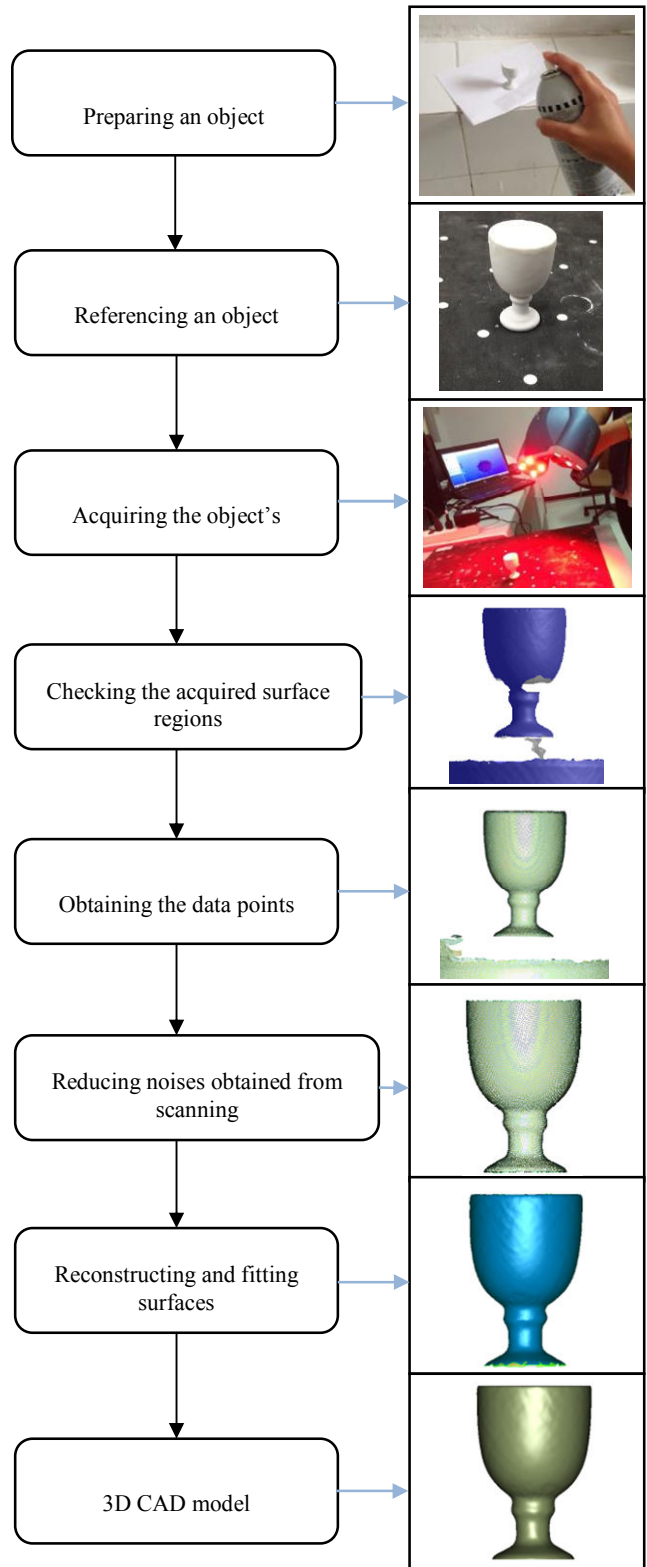 Preparing an object
Referencing an object
Acquiring the object’s
Checking the acquired surface
regions
Obtaining the data points
Reducing noises obtained from
scanning
Reconstructing and fitting
surfaces
3D CAD model